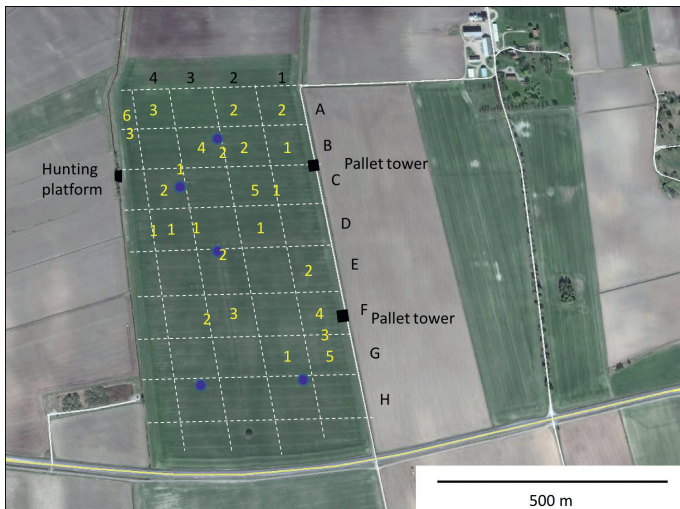 4 3 2 1
6 3 2 2 A
3 4 2 2 1 B
Hunting platform
1 Pallet tower
2 5 1 C
1 1 1 1 D
2 E
2 F
2 3 4 Pallet tower
3
1 5 G
H
500 m